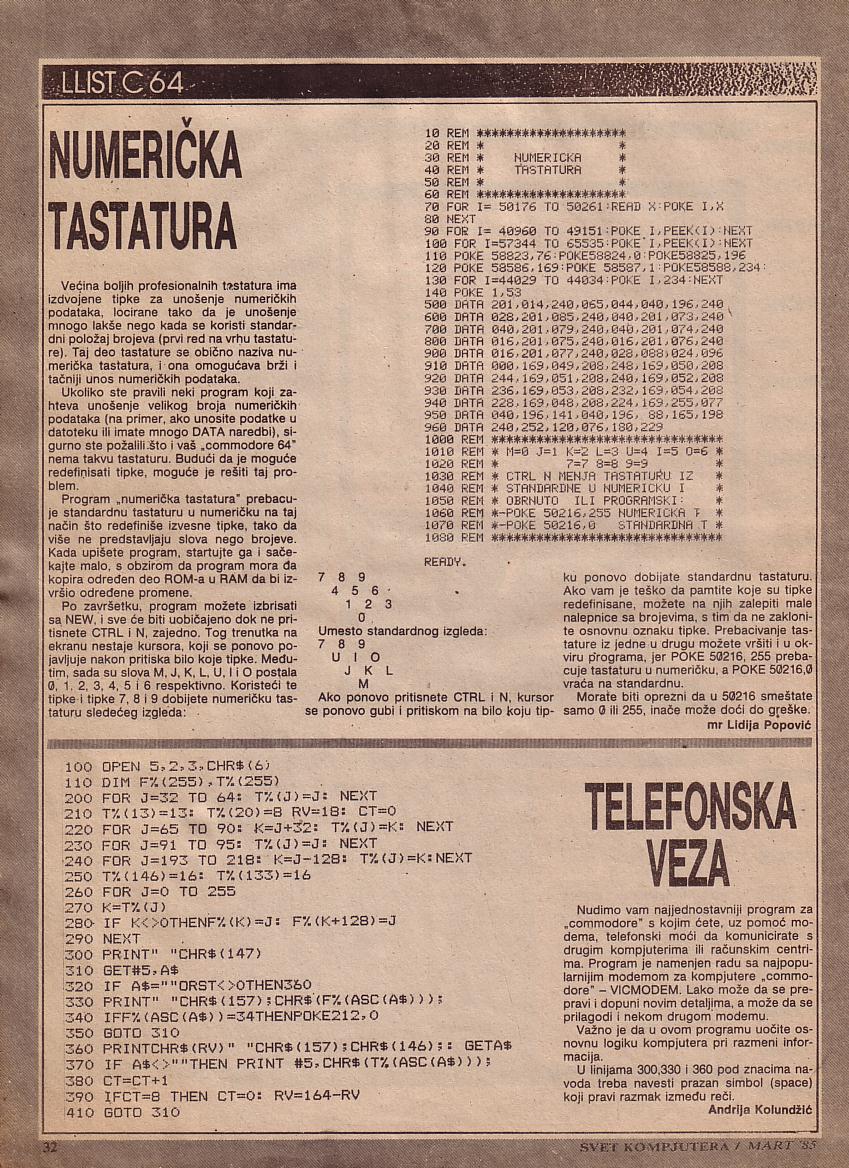 LLIST C 64
NUMERIČKA
TASTATURA
Većina boljih profesionalnih tastatura ima
izdvojene tipke za unošenje numeričkih
podataka, locirane tako da je unošenje
mnogo lakše nego kada se koristi standar-
dni položaj brojeva (prvi red na vrhu tastatu-
re). Taj deo tastature se obično naziva nu-
merička tastatura, i ona omogućava brži i
tačniji unos numeričkih podataka.
Ukoliko ste pravili neki program koji za-
hteva unošenje velikog broja numeričkih
podataka (na primer, ako unosite podatke u
datoteku ili imate mnogo DATA naredbi), si-
gurno ste požalili što i vaš „commodore 64”
nema takvu tastaturu. Budući da je moguće
redefinisati tipke, moguće je rešiti taj pro-
blem.
Program „numerička tastatura” prebacu-
je standardnu tastaturu u numeričku na taj
način što redefiniše izvesne tipke, tako da
više ne predstavljaju slova nego brojeve.
Kada upišete program, startujte ga i sače-
kajte malo, s obzirom da program mora da
kopira određen deo ROM-a u RAM da bi iz-
vršio određene promene.
Po završetku, program možete izbrisati
sa NEW, i sve će biti uobičajeno dok ne pri-
tisnete CTRL i N, zajedno. Tog trenutka na
ekranu nestaje kursora, koji se ponovo po-
javljuje nakon pritiska bilo koje tipke. Među-
tim, sada su slova M, J, K, L, U, I i O postala
0, 1, 2, 3, 4, 5 i 6 respektivno. Koristeći te
tipke i tipke 7, 8 i 9 dobijete numeričku tas-
taturu sledećeg izgleda:
10 REM ********************
20 REM *                  *
30 REM *    NUMERICKA     *
40 REM *    TASTATURA     *
50 REM *                  *
60 REM ********************
70 FOR I= 50176 TO 50261:READ X:POKE I,X
80 NEXT
90 FOR I= 40960 TO 49151:POKE I,PEEK(I):NEXT
100 FOR I=57344 TO 65535:POKE I,PEEK(I):NEXT
110 POKE 58823,76:POKE58824,0:POKE58825,196
120 POKE 58586,169:POKE 58587,1:POKE58588,234:
130 FOR I=44029 TO 44034:POKE I,234:NEXT
140 POKE 1,53
500 DATA 201,014,240,065,044,040,196,240
600 DATA 028,201,085,240,040,201,073,240
700 DATA 040,201,079,240,040,201,074,240
800 DATA 016,201,075,240,016,201,076,240
900 DATA 016,201,077,240,028,088,024,096
910 DATA 000,169,049,208,248,169,050,208
920 DATA 244,169,051,208,240,169,052,208
930 DATA 236,169,053,208,232,169,054,208
940 DATA 228,169,048,208,224,169,255,077
950 DATA 040,196,141,040,196, 88,165,198
960 DATA 240,252,120,076,180,229
1000 REM *******************************
1010 REM * M=0 J=1 K=2 L=3 U=4 I=5 O=6 *
1020 REM *         7=7 8=8 9=9         *
1030 REM * CTRL N MENJA TASTATURU IZ   *
1040 REM * STANDARDNE U NUMERICKU I    *
1050 REM * OBRNUTO   ILI PROGRAMSKI:   *
1060 REM *-POKE 50216,255 NUMERICKA T  *
1070 REM *-POKE 50216,0   STANDARDNA T *
1080 REM *******************************
READY.
7 8 9
4 5 6
1 2 3
0
Umesto standardnog izgleda:
7 8 9
U I O
J K L
M
Ako ponovo pritisnete CTRL i N, kursor
se ponovo gubi i pritiskom na bilo koju tip-
ku ponovo dobijate standardnu tastaturu.
Ako vam je teško da pamtite koje su tipke
redefinisane, možete na njih zalepiti male
nalepnice sa brojevima, s tim da ne zakloni-
te osnovnu oznaku tipke. Prebacivanje tas-
tature iz jedne u drugu možete vršiti i u ok-
viru programa, jer POKE 50216, 255 preba-
cuje tastaturu u numeričku, a POKE 50216,0
vraća na standardnu.
Morate biti oprezni da u 50216 smeštate
samo 0 ili 255, inače može doći do greške.
mr Lidija Popović
100 OPEN 5,2,3,CHR$(6)
110 DIM F%(255),T%(255)
200 FOR J=32 TO 64: T%(J)=J: NEXT
210 T%(13)=13: T%(20)=8 RV=18: CT=0
220 FOR J=65 TO 90: K=J+32: T%(J)=K: NEXT
230 FOR J=91 TO 95: T%(J)=J: NEXT
240 FOR J=193 TO 218: K=J-128: T%(J)=K:NEXT
250 T%(146)=16: T%(133)=16
260 FOR J=0 TO 255
270 K=T%(J)
280 IF K<>0THENF%(K)=J: F%(K+128)=J
290 NEXT
300 PRINT" "CHR$(147)
310 GET#5,A$
320 IF A$=""ORST<>0THEN360
330 PRINT" "CHR$(157);CHR$(F%(ASC(A$)));
340 IFF%(ASC(A$))=34THENPOKE212,0
350 GOTO 310
360 PRINTCHR$(RV)" "CHR$(157);CHR$(146);: GETA$
370 IF A$<>""THEN PRINT #5,CHR$(T%(ASC(A$)));
380 CT=CT+1
390 IFCT=8 THEN CT=0: RV=164-RV
410 GOTO 310
TELEFONSKA
VEZA
Nudimo vam najjednostavniji program za
„commodore” s kojim ćete, uz pomoć mo-
dema, telefonski moći da komunicirate s
drugim kompjuterima ili računskim centri-
ma. Program je namenjen radu sa najpopu-
larnijim modemom za kompjutere „commo-
dore” – VICMODEM. Lako može da se pre-
pravi i dopuni novim detaljima, a može da se
prilagodi i nekom drugom modemu.
Važno je da u ovom programu uočite os-
novnu logiku kompjutera pri razmeni infor-
macija.
U linijama 300,330 i 360 pod znacima na-
voda treba navesti prazan simbol (space)
koji pravi razmak između reči.
Andrija Kolundžić
32
SVET KOMPJUTERA / MART '85